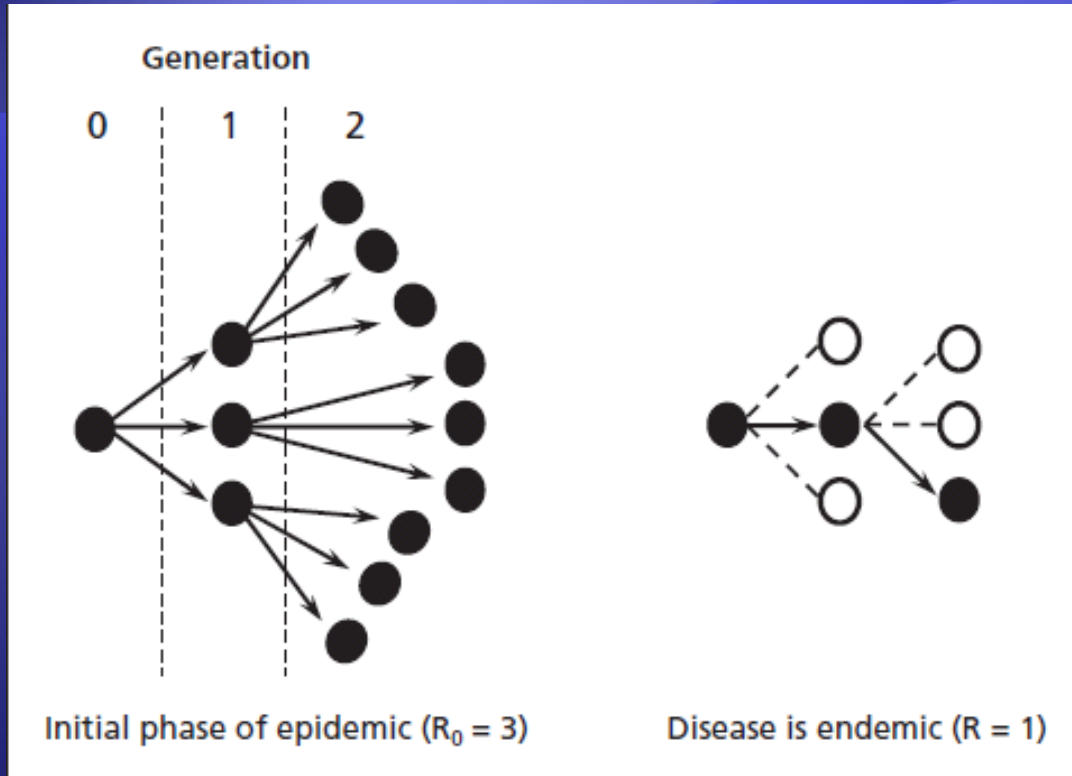 Generation
0 1 2
Initial phase of epidemic (R₀ = 3)
Disease is endemic (R = 1)